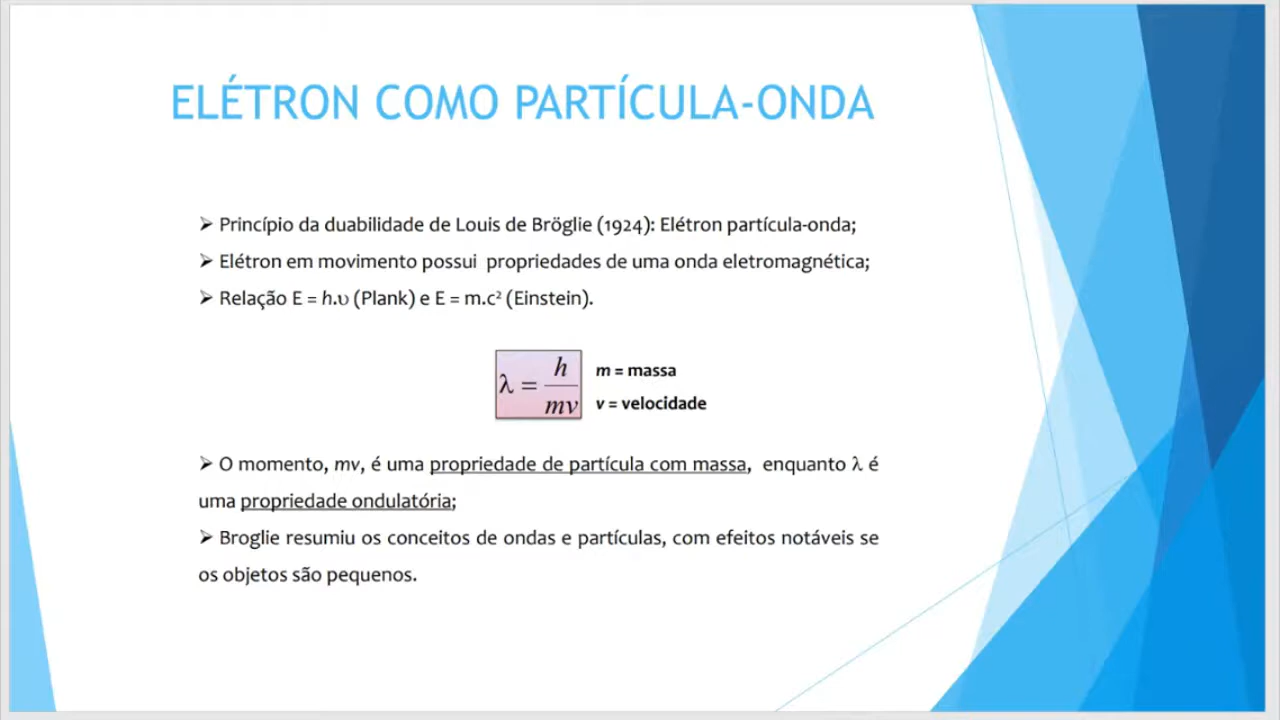 ELÉTRON COMO PARTÍCULA-ONDA
➢ Princípio da duabilidade de Louis de Bröglie (1924): Elétron partícula-onda;
➢ Elétron em movimento possui propriedades de uma onda eletromagnética;
➢ Relação E = h.υ (Plank) e E = m.c² (Einstein).
λ = h/mv
m = massa
v = velocidade
➢ O momento, mv, é uma propriedade de partícula com massa, enquanto λ é
uma propriedade ondulatória;
➢ Broglie resumiu os conceitos de ondas e partículas, com efeitos notáveis se
os objetos são pequenos.